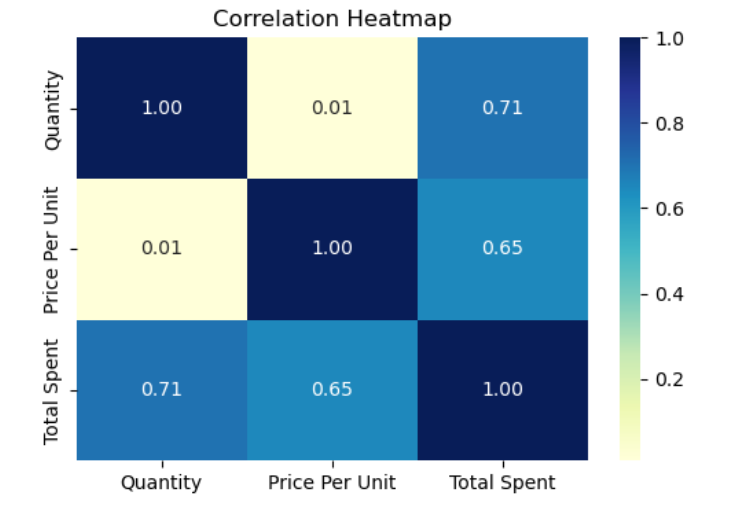 Correlation Heatmap
Quantity
1.00 0.01 0.71
Price Per Unit
0.01 1.00 0.65
Total Spent
0.71 0.65 1.00
Quantity Price Per Unit Total Spent
1.0
0.8
0.6
0.4
0.2